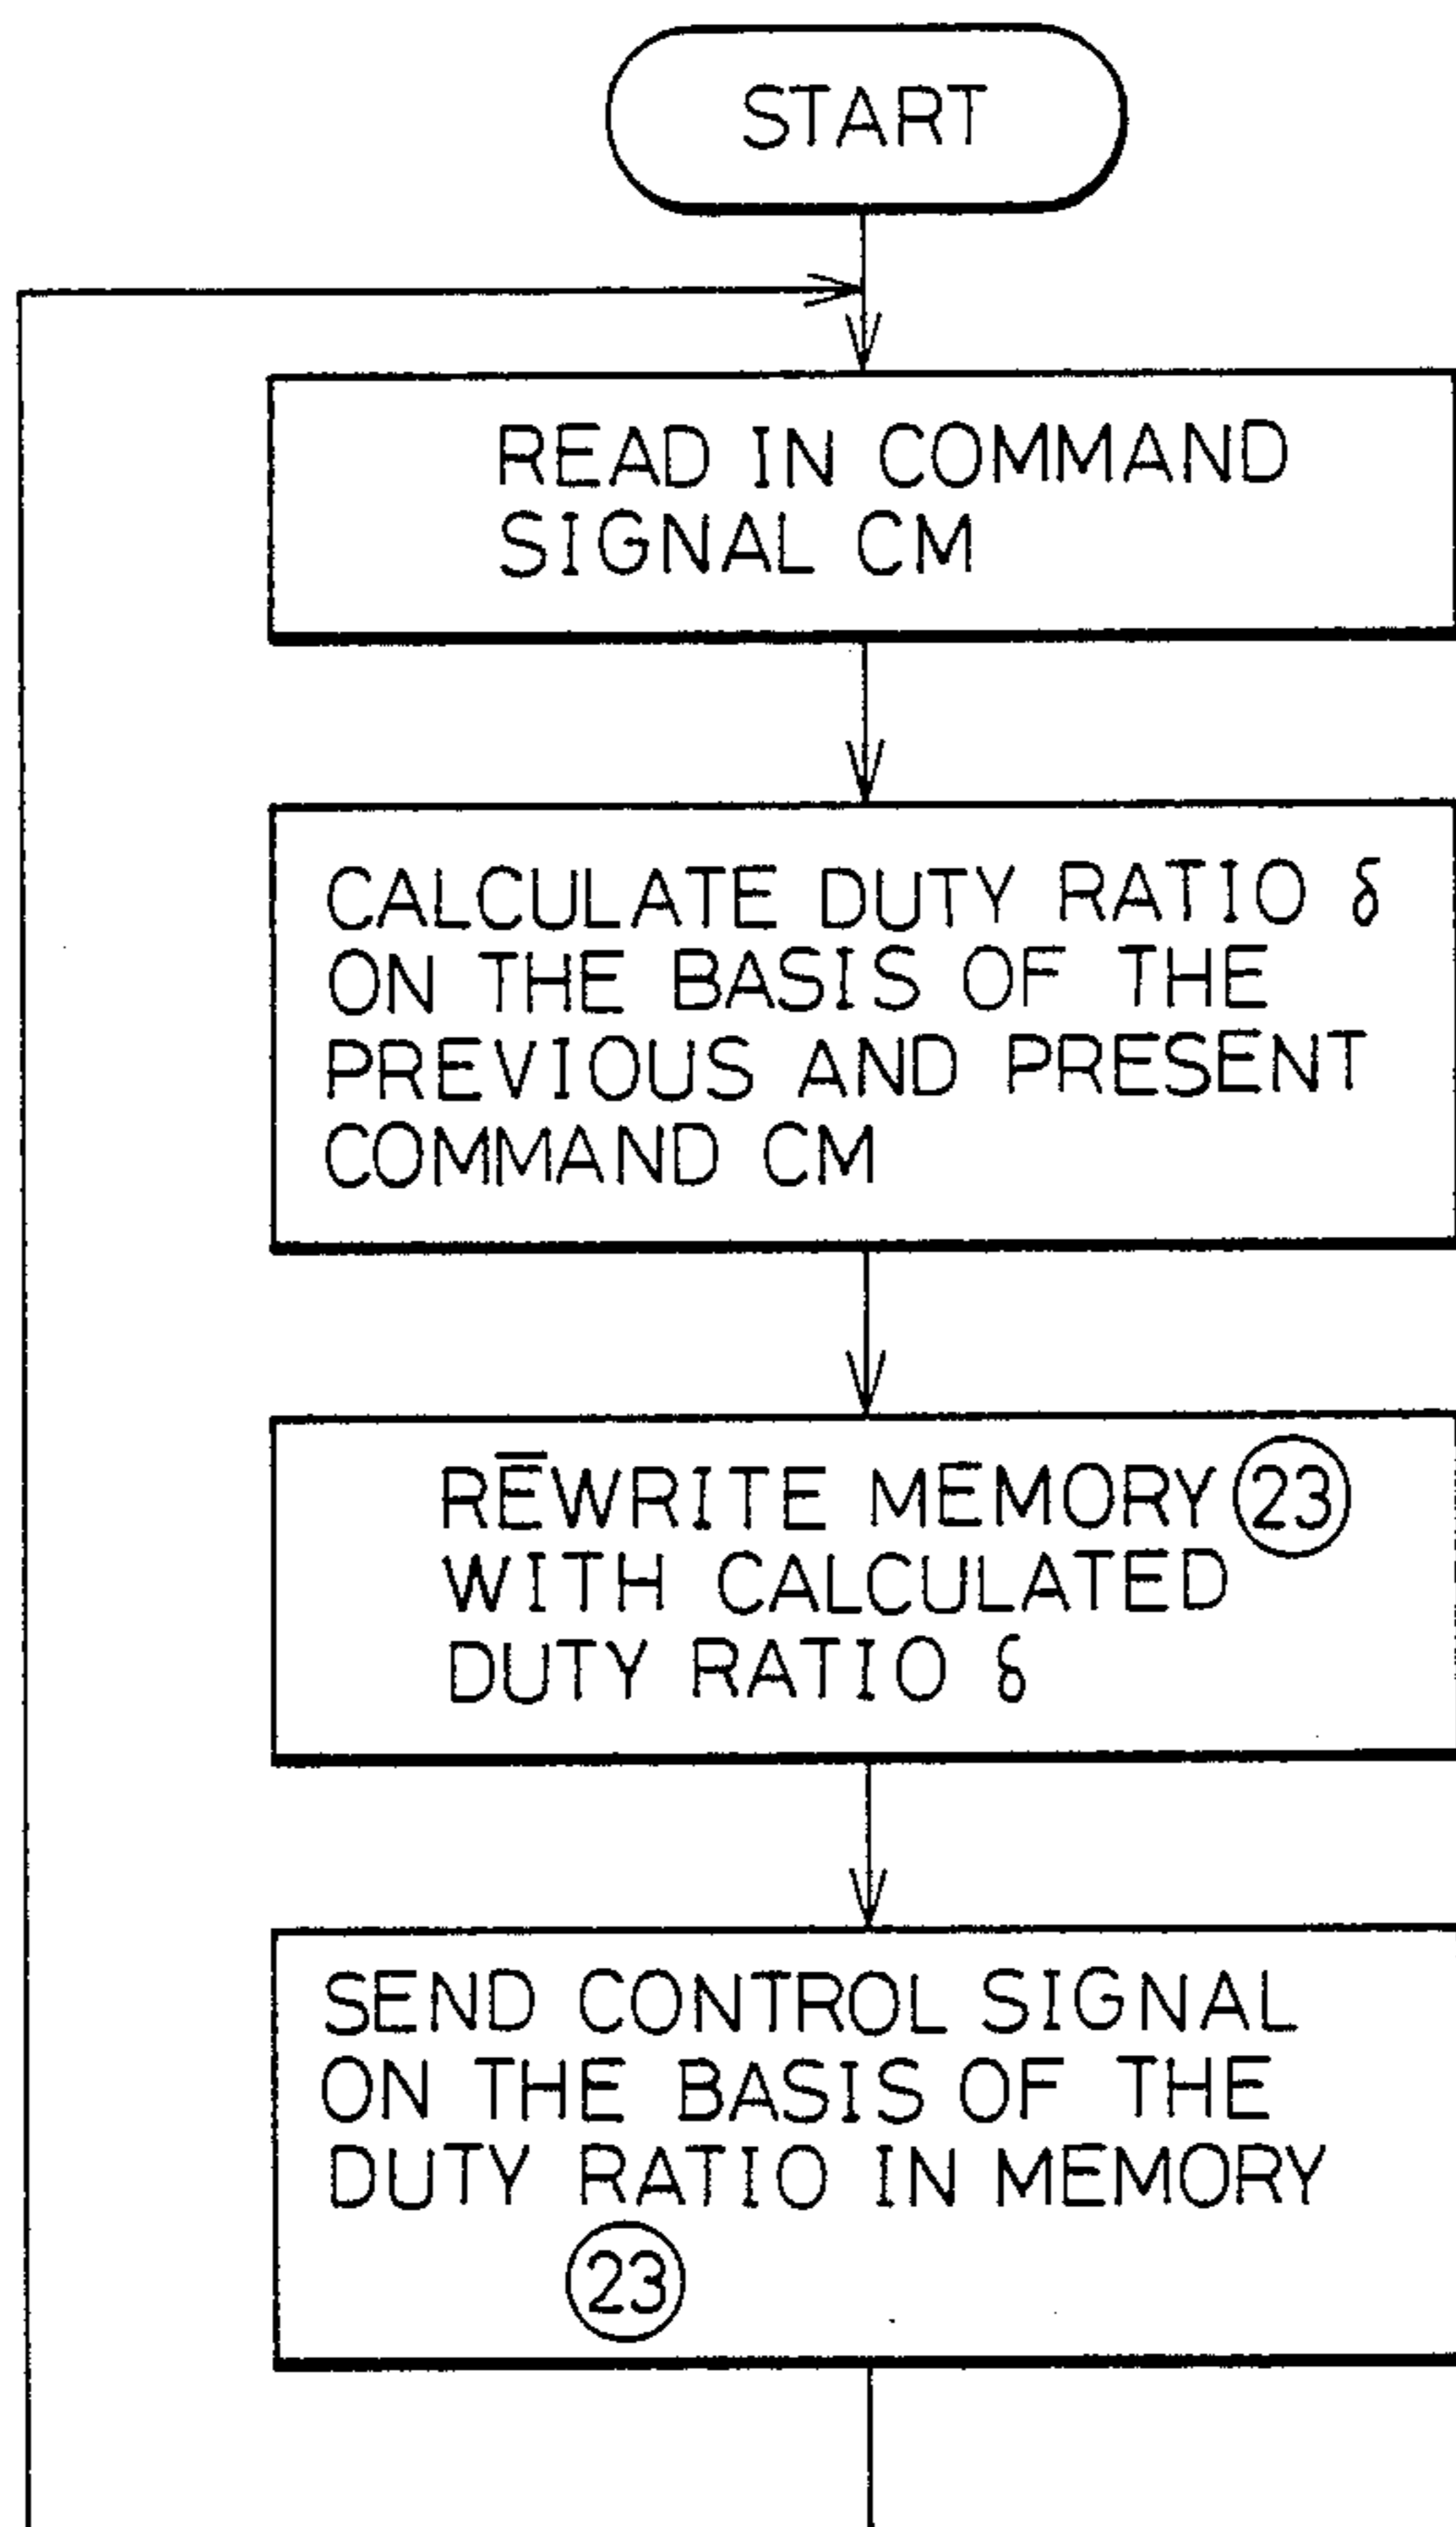 START
READ IN COMMAND
SIGNAL CM
CALCULATE DUTY RATIO δ
ON THE BASIS OF THE
PREVIOUS AND PRESENT
COMMAND CM
REWRITE MEMORY 23
WITH CALCULATED
DUTY RATIO δ
SEND CONTROL SIGNAL
ON THE BASIS OF THE
DUTY RATIO IN MEMORY
23